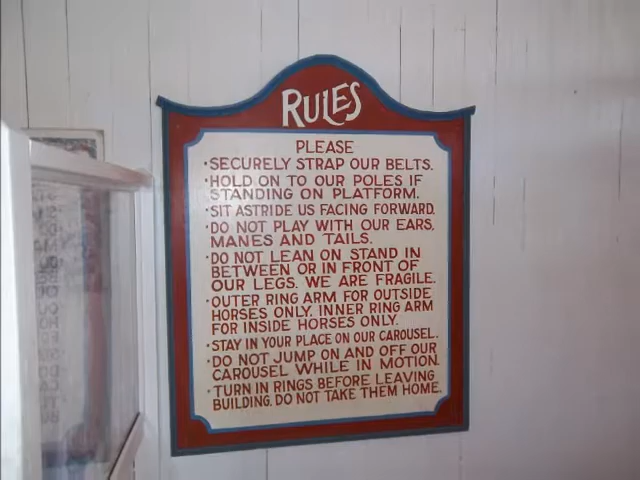 RULES
PLEASE
·SECURELY STRAP OUR BELTS.
·HOLD ON TO OUR POLES IF
STANDING ON PLATFORM.
·SIT ASTRIDE US FACING FORWARD.
·DO NOT PLAY WITH OUR EARS,
MANES AND TAILS.
·DO NOT LEAN ON STAND IN
BETWEEN OR IN FRONT OF
OUR LEGS. WE ARE FRAGILE.
·OUTER RING ARM FOR OUTSIDE
HORSES ONLY. INNER RING ARM
FOR INSIDE HORSES ONLY.
·STAY IN YOUR PLACE ON OUR CAROUSEL.
·DO NOT JUMP ON AND OFF OUR
CAROUSEL WHILE IN MOTION.
·TURN IN RINGS BEFORE LEAVING
BUILDING. DO NOT TAKE THEM HOME.